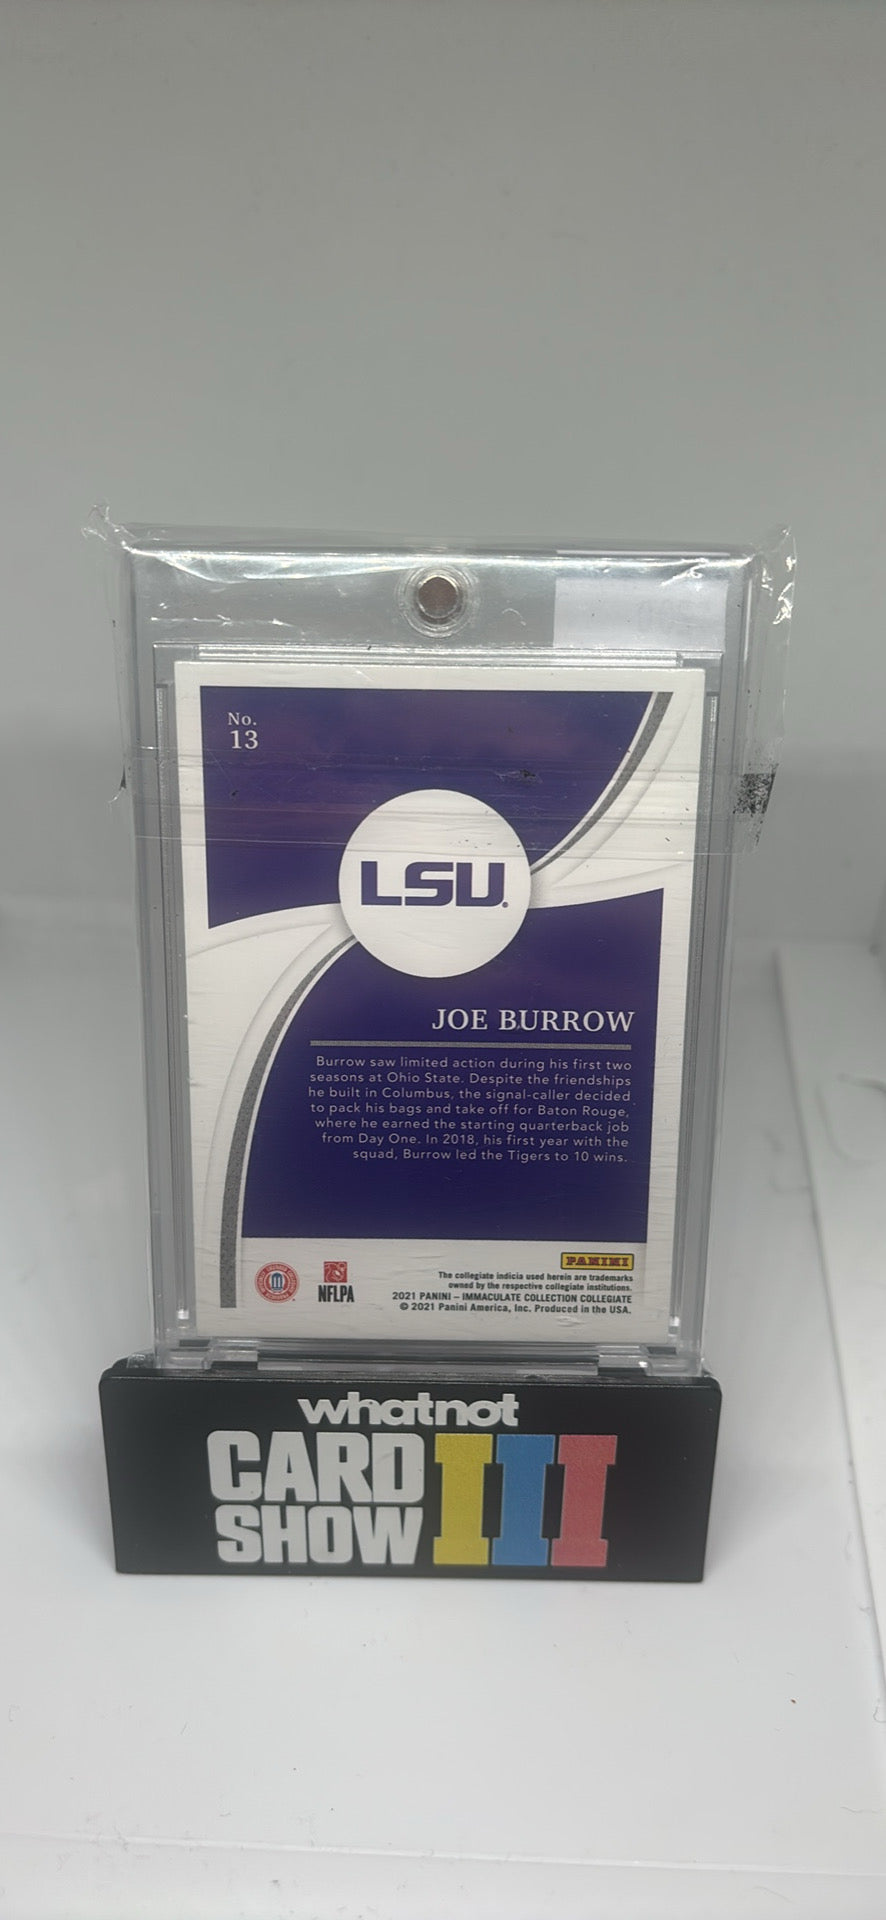 No.
13
LSU
JOE BURROW
Burrow saw limited action during his first two
seasons at Ohio State. Despite the friendships
he built in Columbus, the signal-caller decided
to pack his bags and take off for Baton Rouge,
where he earned the starting quarterback job
from Day One. In 2018, his first year with the
squad, Burrow led the Tigers to 10 wins.
PANINI
The collegiate indicia used herein are trademarks
owned by the respective collegiate institutions.
2021 PANINI – IMMACULATE COLLECTION COLLEGIATE
© 2021 Panini America, Inc. Produced in the USA.
NFLPA
whatnot
CARD
SHOW
III